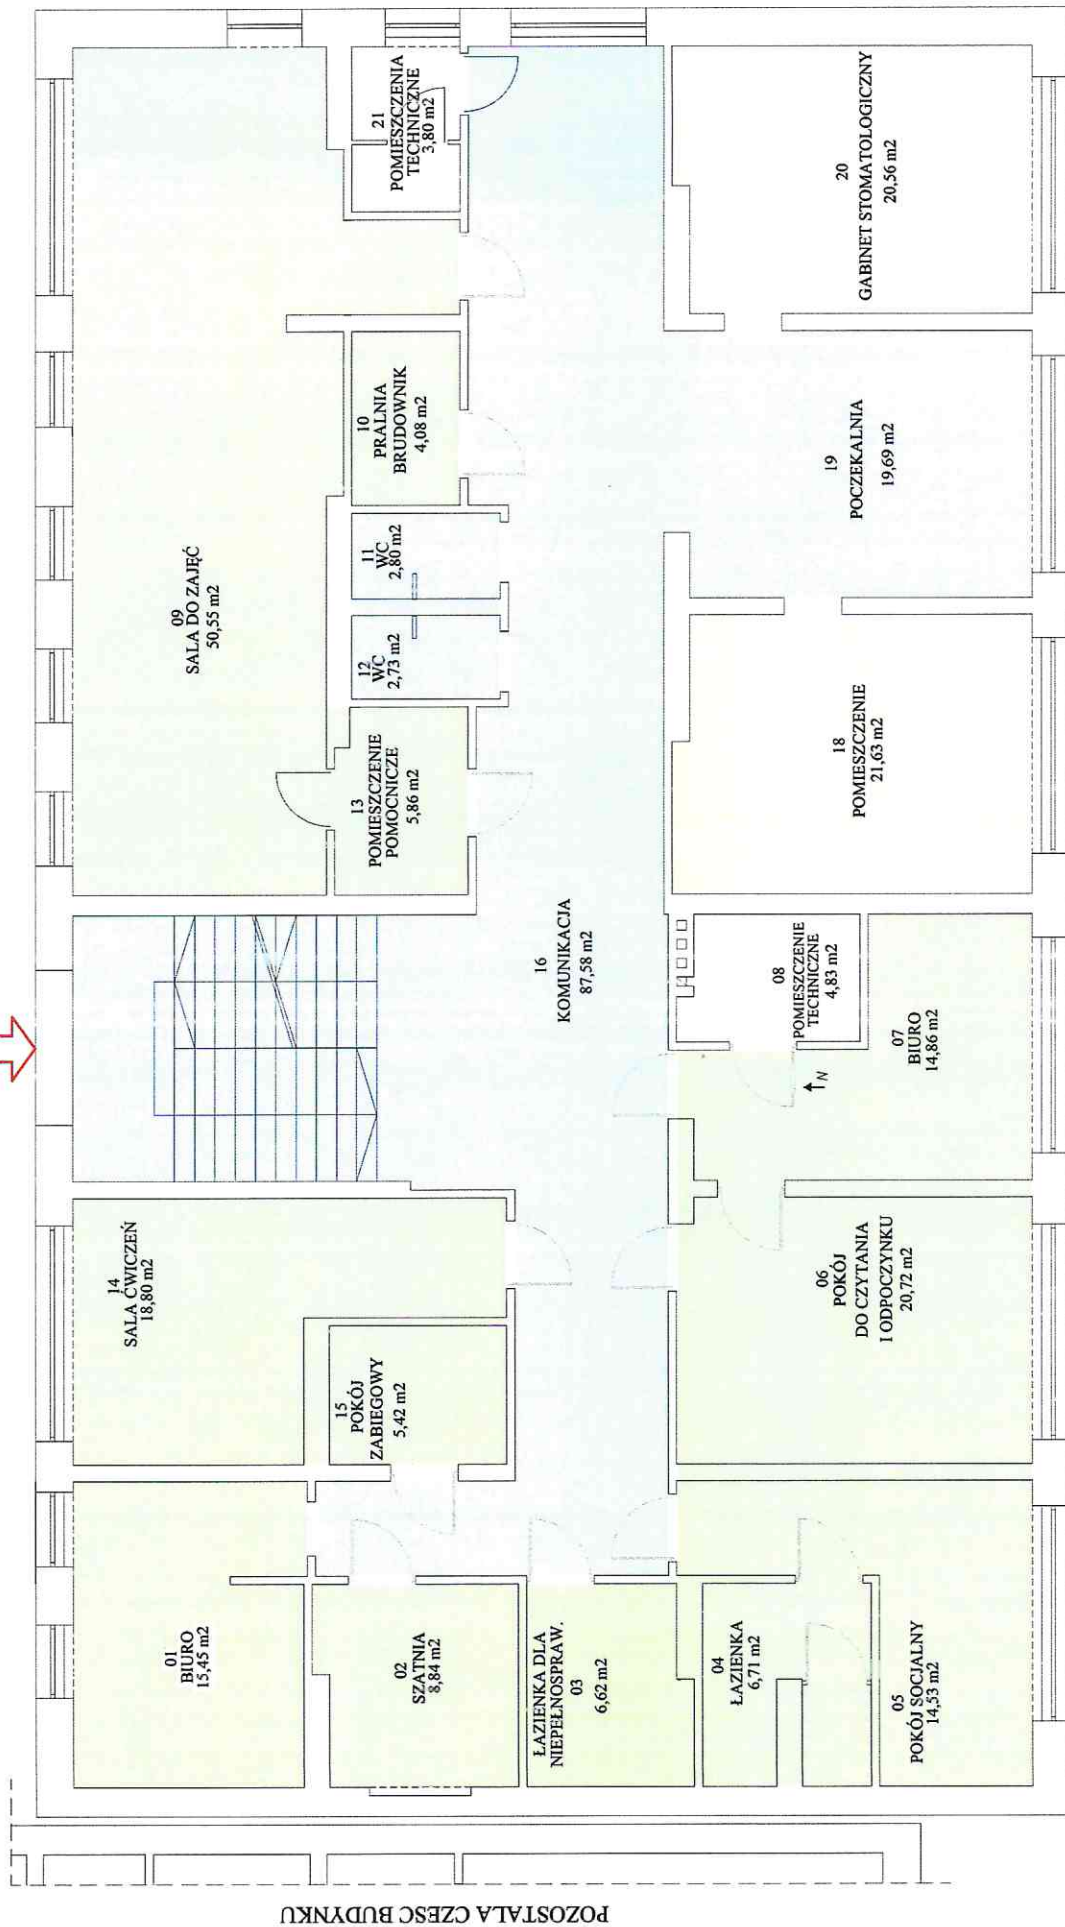 01
BIURO
15,45 m2
02
SZATNIA
8,84 m2
ŁAZIENKA DLA
NIEPEŁNOSPRAW.
03
6,62 m2
04
ŁAZIENKA
6,71 m2
05
POKÓJ SOCJALNY
14,53 m2
14
SALA ĆWICZEŃ
18,80 m2
15
POKÓJ
ZABIEGOWY
5,42 m2
06
POKÓJ
DO CZYTANIA
I ODPOCZYNKU
20,72 m2
07
BIURO
14,86 m2
08
POMIESZCZENIE
TECHNICZNE
4,83 m2
N
16
KOMUNIKACJA
87,58 m2
09
SALA DO ZAJĘĆ
50,55 m2
13
POMIESZCZENIE
POMOCNICZE
5,86 m2
12
WC
2,73 m2
11
WC
2,80 m2
10
PRALNIA
BRUDOWNIK
4,08 m2
21
POMIESZCZENIA
TECHNICZNE
3,80 m2
18
POMIESZCZENIE
21,63 m2
19
POCZEKALNIA
19,69 m2
20
GABINET STOMATOLOGICZNY
20,56 m2
POZOSTALA CZESC BUDYNKU